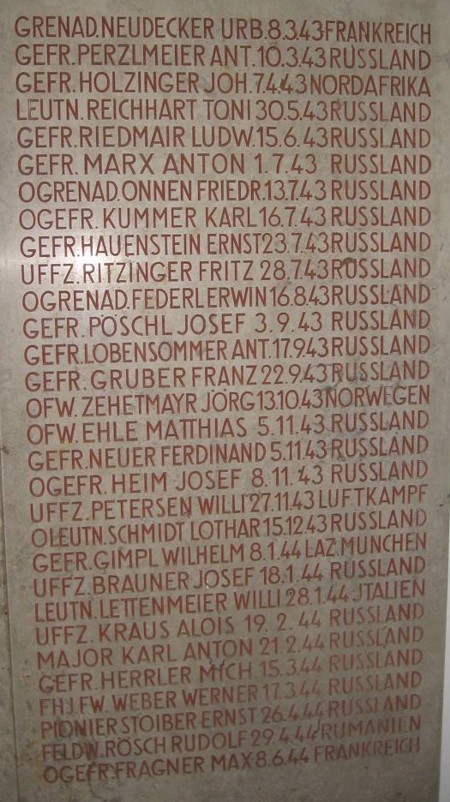 GRENAD. NEUDECKER URB. 8.3.43 FRANKREICH
GEFR. PERZLMEIER ANT. 10.3.43 RUSSLAND
GEFR. HOLZINGER JOH. 7.4.43 NORDAFRIKA
LEUTN. REICHHART TONI 30.5.43 RUSSLAND
GEFR. RIEDMAIR LUDW. 15.6.43 RUSSLAND
GEFR. MARX ANTON 1.7.43 RUSSLAND
OGRENAD. ONNEN FRIEDR. 13.7.43 RUSSLAND
OGEFR. KUMMER KARL 16.7.43 RUSSLAND
GEFR. HAUENSTEIN ERNST 23.7.43 RUSSLAND
UFFZ. RITZINGER FRITZ 28.7.43 RUSSLAND
OGRENAD. FEDERL ERWIN 16.8.43 RUSSLAND
GEFR. PÖSCHL JOSEF 3.9.43 RUSSLAND
GEFR. LOBENSOMMER ANT. 17.9.43 RUSSLAND
GEFR. GRUBER FRANZ 22.9.43 RUSSLAND
OFW. ZEHETMAYR JÖRG 13.10.43 NORWEGEN
OFW. EHLE MATTHIAS 5.11.43 RUSSLAND
GEFR. NEUER FERDINAND 5.11.43 RUSSLAND
OGEFR. HEIM JOSEF 8.11.43 RUSSLAND
UFFZ. PETERSEN WILLI 27.11.43 LUFTKAMPF
OLEUTN. SCHMIDT LOTHAR 15.12.43 RUSSLAND
GEFR. GIMPL WILHELM 8.1.44 LAZ. MÜNCHEN
UFFZ. BRAUNER JOSEF 18.1.44 RUSSLAND
LEUTN. LETTENMEIER WILLI 28.1.44 JTALIEN
UFFZ. KRAUS ALOIS 19.2.44 RUSSLAND
MAJOR KARL ANTON 21.2.44 RUSSLAND
GEFR. HERRLER MICH. 15.3.44 RUSSLAND
FHJ. FW. WEBER WERNER 17.3.44 RUSSLAND
PIONIER STOIBER ERNST 26.4.44 RUSSLAND
FELDW. RÖSCH RUDOLF 29.4.44 RUMÄNIEN
OGEFR. FRAGNER MAX 8.6.44 FRANKREICH